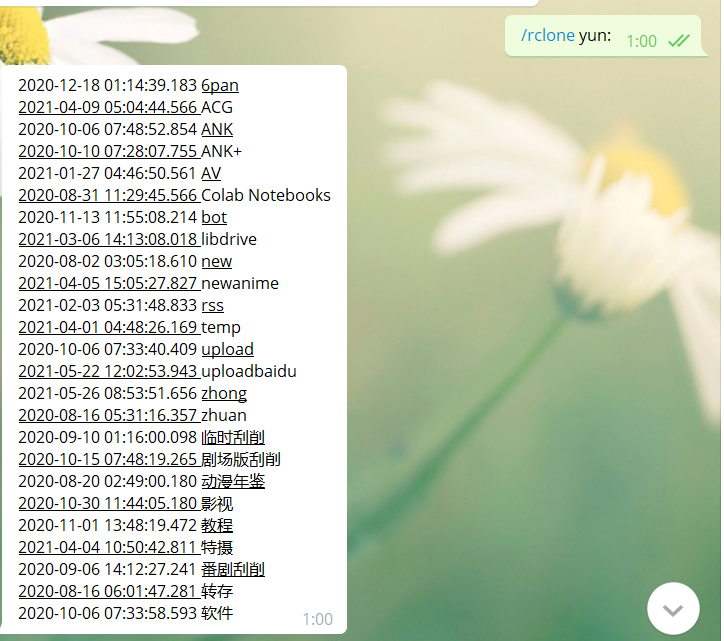 /rclone yun:
1:00
2020-12-18 01:14:39.183 6pan
2021-04-09 05:04:44.566 ACG
2020-10-06 07:48:52.854 ANK
2020-10-10 07:28:07.755 ANK+
2021-01-27 04:46:50.561 AV
2020-08-31 11:29:45.566 Colab Notebooks
2020-11-13 11:55:08.214 bot
2021-03-06 14:13:08.018 libdrive
2020-08-02 03:05:18.610 new
2021-04-05 15:05:27.827 newanime
2021-02-03 05:31:48.833 rss
2021-04-01 04:48:26.169 temp
2020-10-06 07:33:40.409 upload
2021-05-22 12:02:53.943 uploadbaidu
2021-05-26 08:53:51.656 zhong
2020-08-16 05:31:16.357 zhuan
2020-09-10 01:16:00.098 临时刮削
2020-10-15 07:48:19.265 剧场版刮削
2020-08-20 02:49:00.180 动漫年鉴
2020-10-30 11:44:05.180 影视
2020-11-01 13:48:19.472 教程
2021-04-04 10:50:42.811 特摄
2020-09-06 14:12:27.241 番剧刮削
2020-08-16 06:01:47.281 转存
2020-10-06 07:33:58.593 软件
1:00